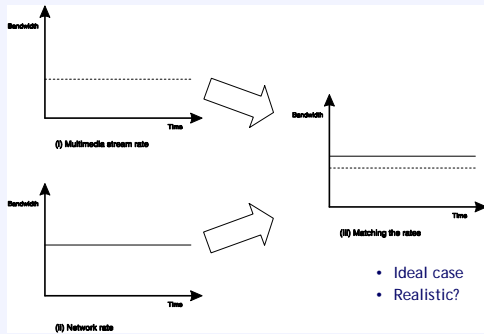 Bandwidth
Time
(I) Multimedia stream rate
Bandwidth
Time
(II) Network rate
Bandwidth
Time
(III) Matching the rates
• Ideal case
• Realistic?